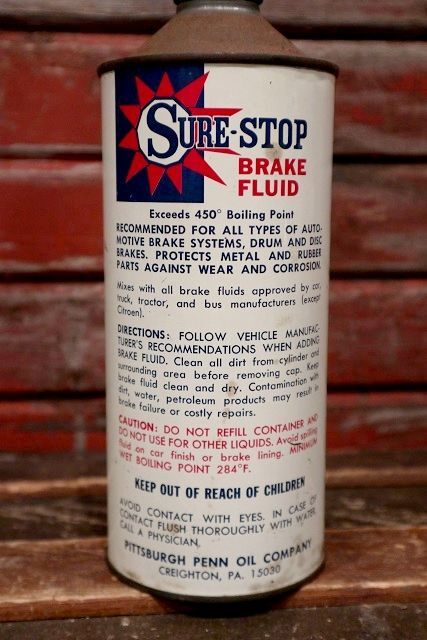 SURE-STOP
BRAKE
FLUID
Exceeds 450° Boiling Point
RECOMMENDED FOR ALL TYPES OF AUTO-
MOTIVE BRAKE SYSTEMS, DRUM AND DISC
BRAKES. PROTECTS METAL AND RUBBER
PARTS AGAINST WEAR AND CORROSION.
Mixes with all brake fluids approved by car,
truck, tractor, and bus manufacturers (except
Citroen).
DIRECTIONS: FOLLOW VEHICLE MANUFAC-
TURER'S RECOMMENDATIONS WHEN ADDING
BRAKE FLUID. Clean all dirt from cylinder and
surrounding area before removing cap. Keep
brake fluid clean and dry. Contamination with
dirt, water, petroleum products may result in
brake failure or costly repairs.
CAUTION: DO NOT REFILL CONTAINER AND
DO NOT USE FOR OTHER LIQUIDS. Avoid spilling
fluid on car finish or brake lining. MINIMUM
WET BOILING POINT 284°F.
KEEP OUT OF REACH OF CHILDREN
AVOID CONTACT WITH EYES. IN CASE OF
CONTACT FLUSH THOROUGHLY WITH WATER.
CALL A PHYSICIAN.
PITTSBURGH PENN OIL COMPANY
CREIGHTON, PA. 15030